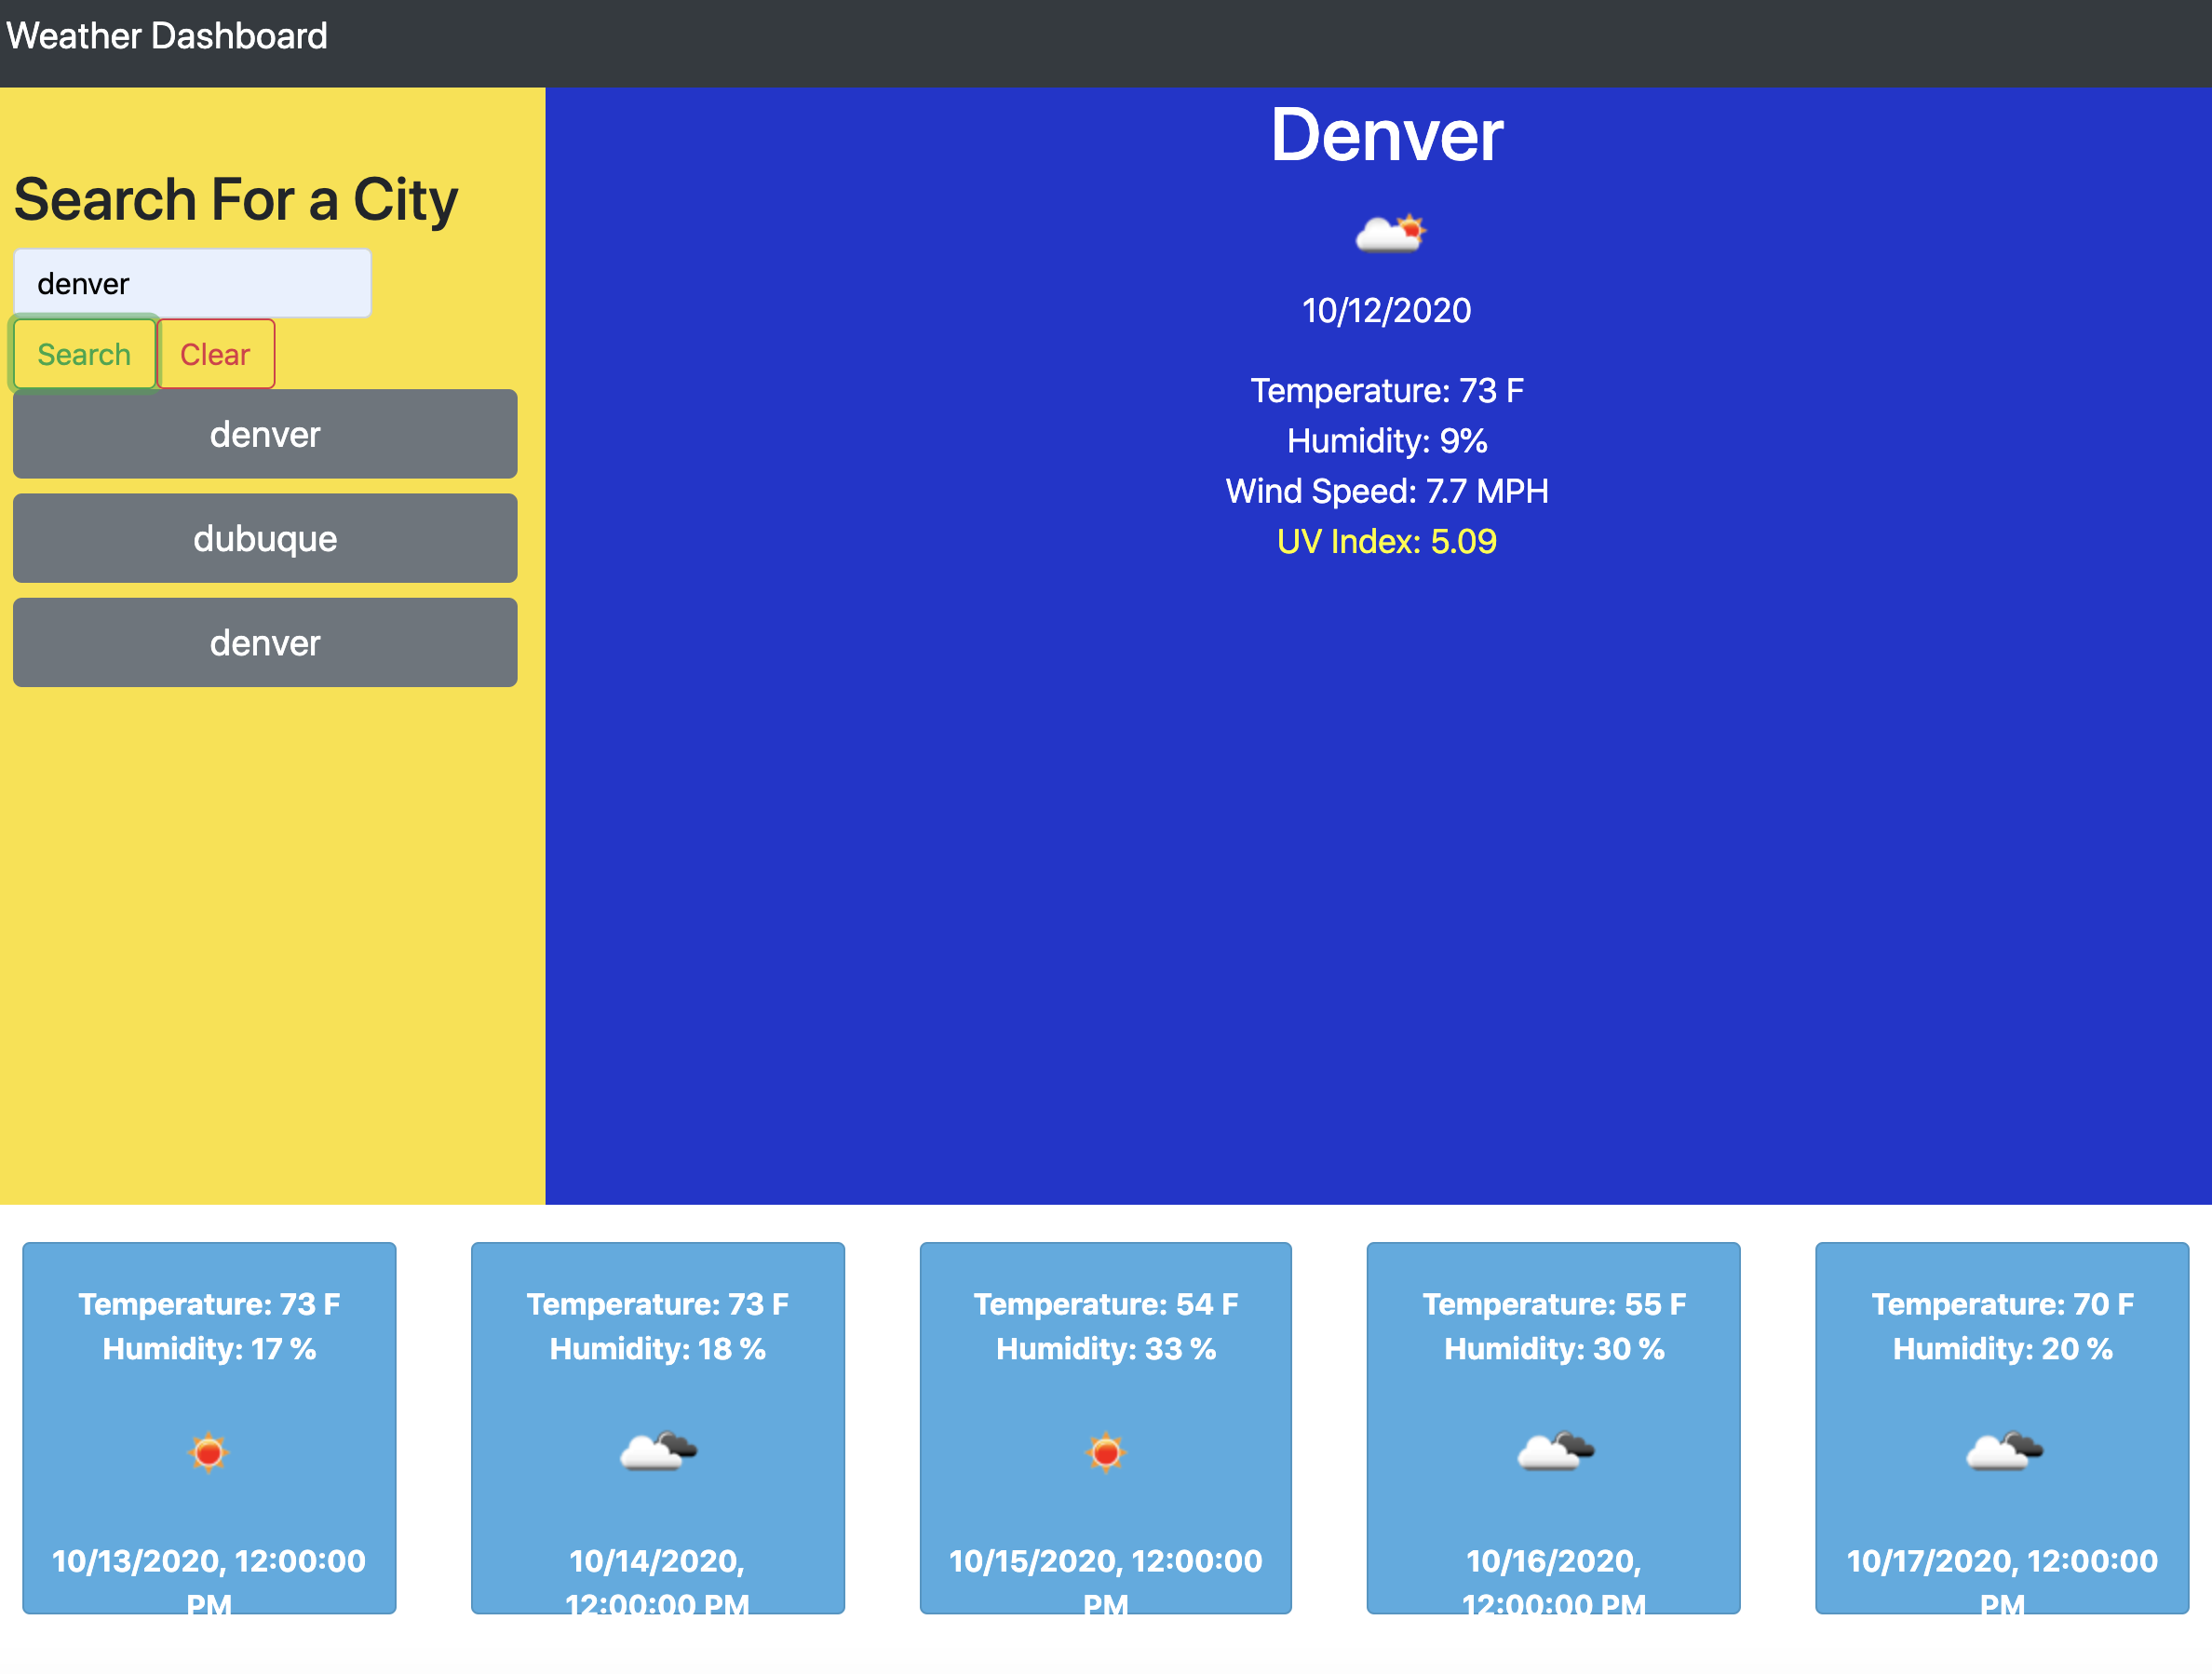 Weather Dashboard
Search For a City
denver
Search
Clear
denver
dubuque
denver
Denver
10/12/2020
Temperature: 73 F
Humidity: 9%
Wind Speed: 7.7 MPH
UV Index: 5.09
Temperature: 73 F
Humidity: 17 %
10/13/2020, 12:00:00
PM
Temperature: 73 F
Humidity: 18 %
10/14/2020,
12:00:00 PM
Temperature: 54 F
Humidity: 33 %
10/15/2020, 12:00:00
PM
Temperature: 55 F
Humidity: 30 %
10/16/2020,
12:00:00 PM
Temperature: 70 F
Humidity: 20 %
10/17/2020, 12:00:00
PM